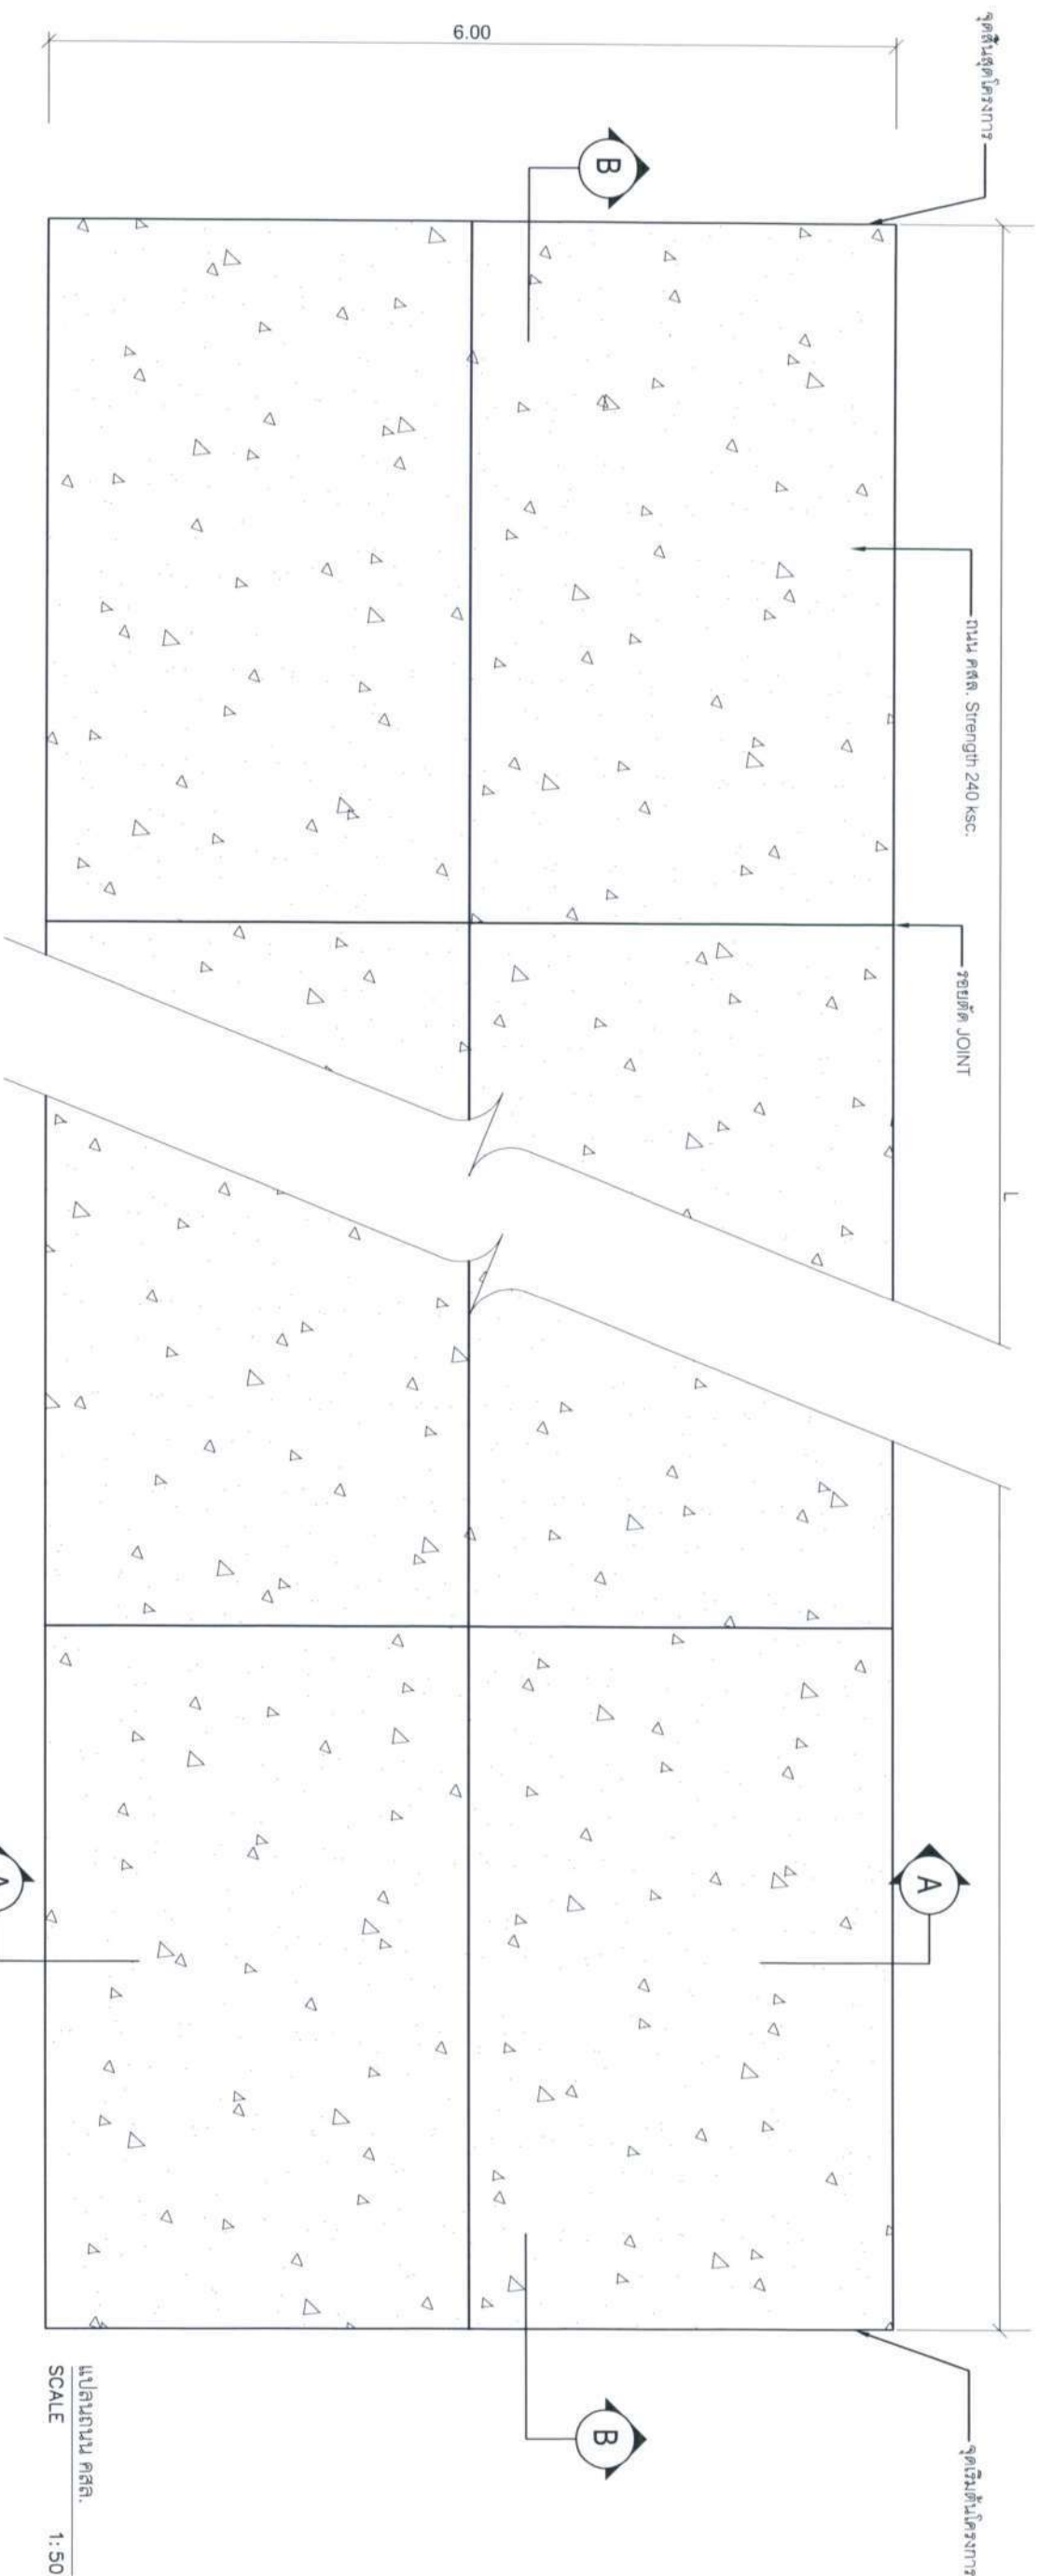 จุดสิ้นสุดโครงการ
6.00
B
ถนน คสล. Strength 240 ksc.
รอยตัด JOINT
L
A
A
B
จุดเริ่มต้นโครงการ
แปลนถนน คสล.
SCALE 1:50